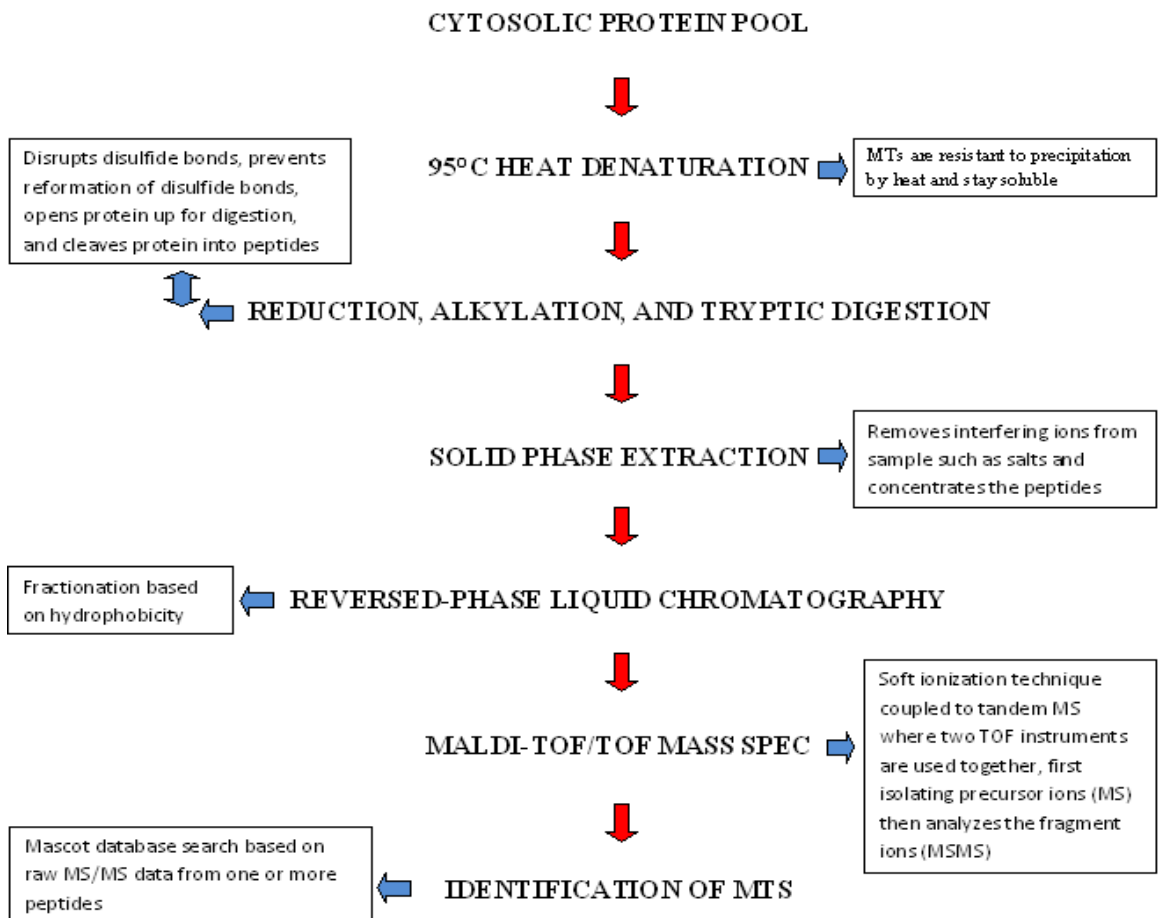 CYTOSOLIC PROTEIN POOL
Disrupts disulfide bonds, prevents
reformation of disulfide bonds,
opens protein up for digestion,
and cleaves protein into peptides
95°C HEAT DENATURATION
MTs are resistant to precipitation
by heat and stay soluble
REDUCTION, ALKYLATION, AND TRYPTIC DIGESTION
SOLID PHASE EXTRACTION
Removes interfering ions from
sample such as salts and
concentrates the peptides
Fractionation based
on hydrophobicity
REVERSED-PHASE LIQUID CHROMATOGRAPHY
MALDI-TOF/TOF MASS SPEC
Soft ionization technique
coupled to tandem MS
where two TOF instruments
are used together, first
isolating precursor ions (MS)
then analyzes the fragment
ions (MSMS)
Mascot database search based on
raw MS/MS data from one or more
peptides
IDENTIFICATION OF MTS